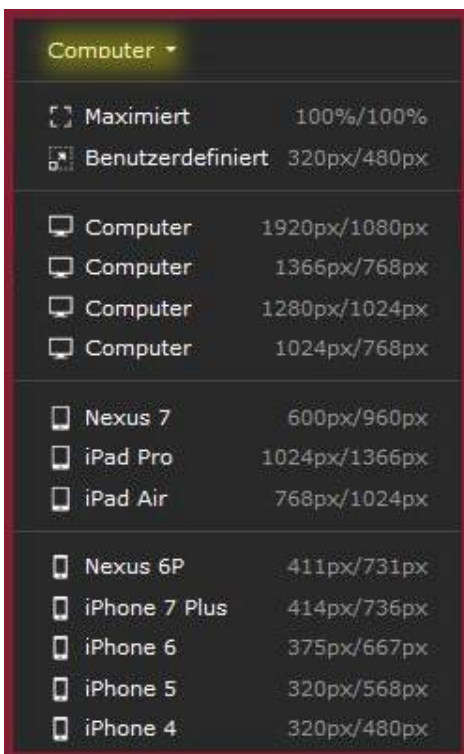 Computer
Maximiert 100%/100%
Benutzerdefiniert 320px/480px
Computer 1920px/1080px
Computer 1366px/768px
Computer 1280px/1024px
Computer 1024px/768px
Nexus 7 600px/960px
iPad Pro 1024px/1366px
iPad Air 768px/1024px
Nexus 6P 411px/731px
iPhone 7 Plus 414px/736px
iPhone 6 375px/667px
iPhone 5 320px/568px
iPhone 4 320px/480px